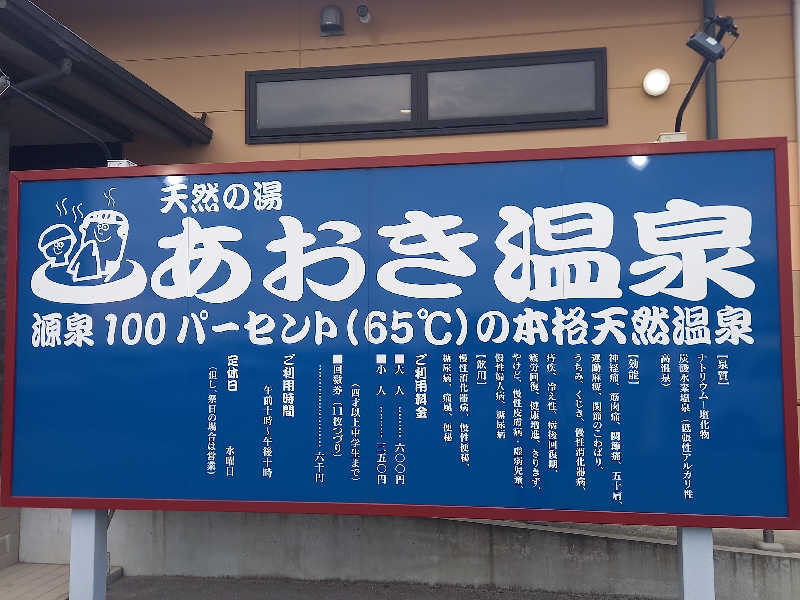 天然の湯
あおき温泉
源泉100パーセント(65℃)の本格天然温泉
【泉質】
ナトリウム-塩化物
炭酸水素塩泉(低張性アルカリ性
高温泉)
【効能】
神経痛、筋肉痛、関節痛、五十肩、
運動麻痺、関節のこわばり、
うちみ、くじき、慢性消化器病、
痔疾、冷え性、病後回復期、
疲労回復、健康増進、きりきず、
やけど、慢性皮膚病、虚弱児童、
慢性婦人病、糖尿病
【飲用】
慢性消化器病、慢性便秘、
糖尿病、痛風、便秘
ご利用料金
■大人………六〇〇円
■小人………三五〇円
(四才以上中学生まで)
■回数券(11枚つづり)
………………六千円
ご利用時間
午前十時〜午後十時
定休日 水曜日
(但し、祭日の場合は営業)